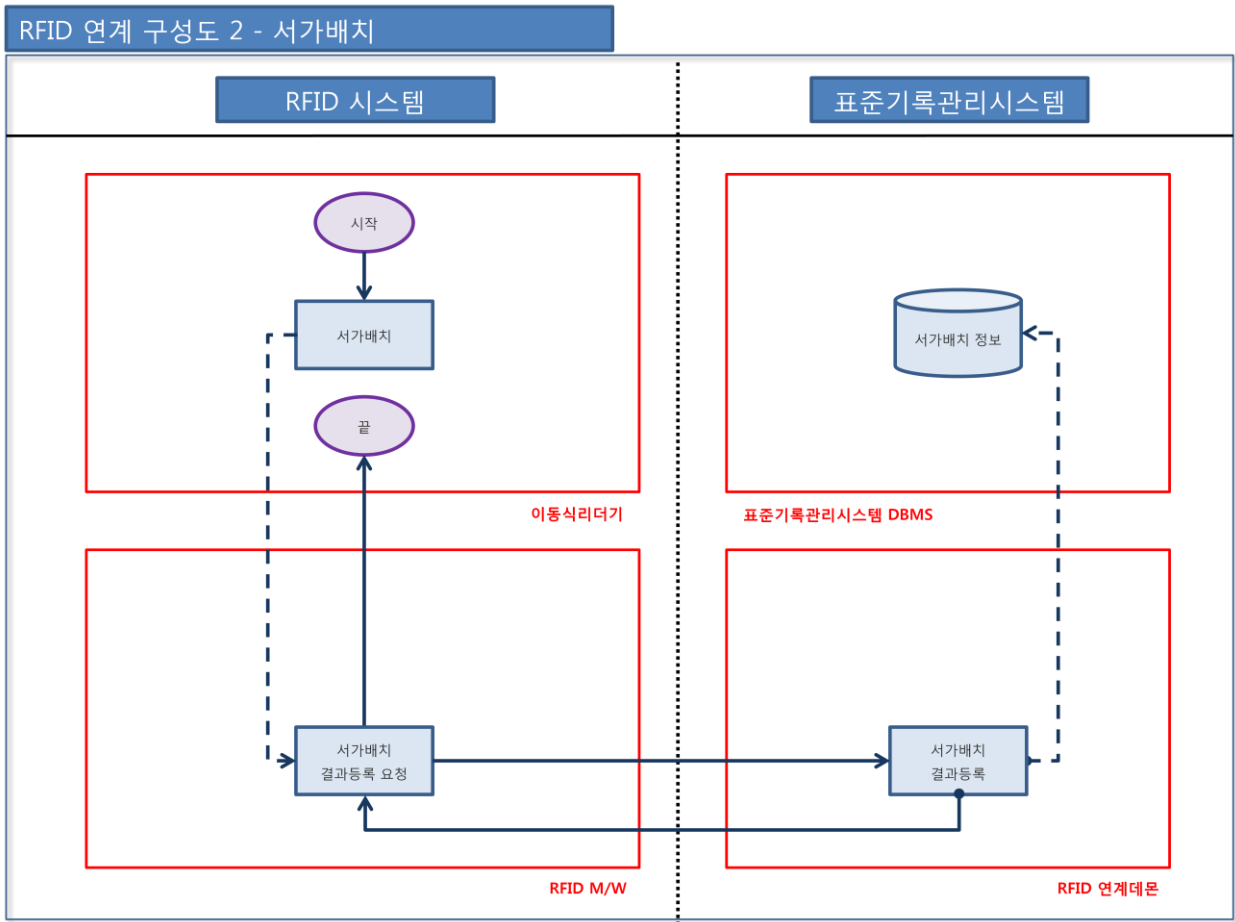 RFID 연계 구성도 2 - 서가배치
RFID 시스템
표준기록관리시스템
시작
서가배치
끝
서가배치 정보
이동식리더기
표준기록관리시스템 DBMS
서가배치
결과등록 요청
서가배치
결과등록
RFID M/W
RFID 연계데몬